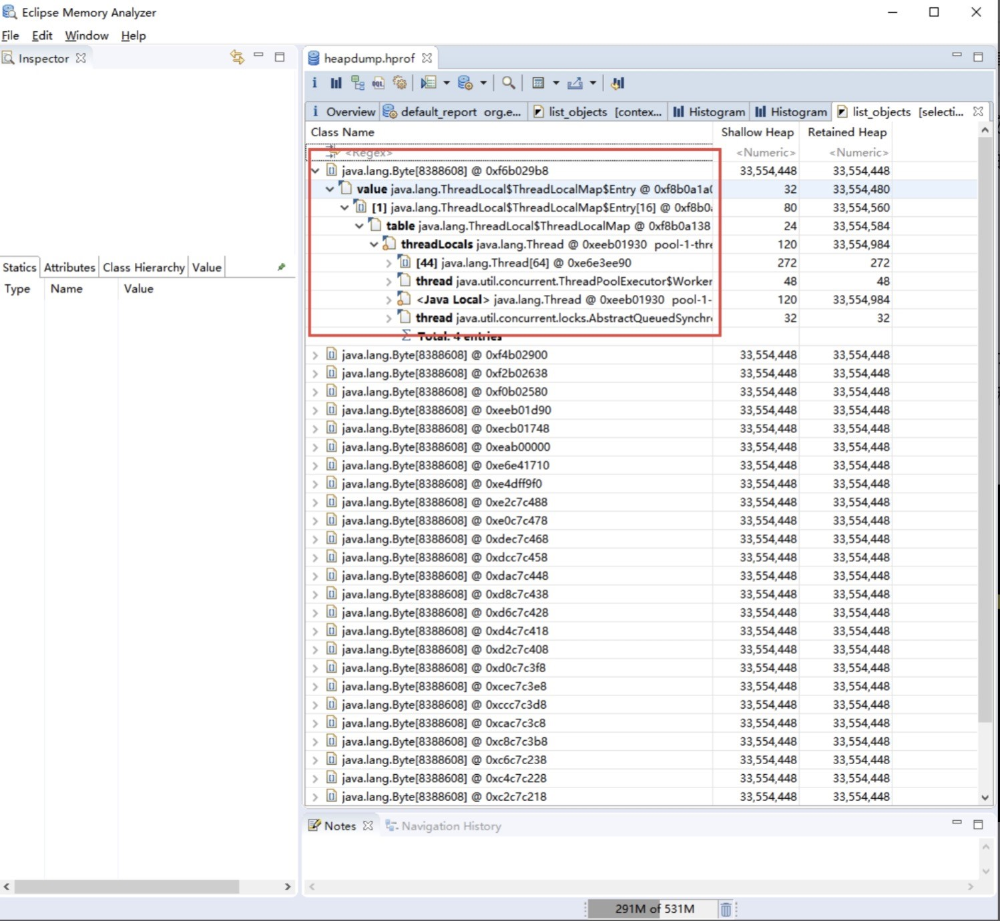 Eclipse Memory Analyzer
File Edit Window Help
Inspector
heapdump.hprof
Overview default_report org.e... list_objects [contex... Histogram Histogram list_objects [selecti...
Class Name Shallow Heap Retained Heap
<Regex> <Numeric> <Numeric>
java.lang.Byte[8388608] @ 0xf6b029b8 33,554,448 33,554,448
value java.lang.ThreadLocal$ThreadLocalMap$Entry @ 0xf8b0a1a0 32 33,554,480
[1] java.lang.ThreadLocal$ThreadLocalMap$Entry[16] @ 0xf8b0a 80 33,554,560
table java.lang.ThreadLocal$ThreadLocalMap @ 0xf8b0a138 24 33,554,584
threadLocals java.lang.Thread @ 0xeeb01930 pool-1-thre 120 33,554,984
[44] java.lang.Thread[64] @ 0xe6e3ee90 272 272
thread java.util.concurrent.ThreadPoolExecutor$Worker 48 48
<Java Local> java.lang.Thread @ 0xeeb01930 pool-1- 120 33,554,984
thread java.util.concurrent.locks.AbstractQueuedSynchr 32 32
Total: 4 entries
java.lang.Byte[8388608] @ 0xf4b02900 33,554,448 33,554,448
java.lang.Byte[8388608] @ 0xf2b02638 33,554,448 33,554,448
java.lang.Byte[8388608] @ 0xf0b02580 33,554,448 33,554,448
java.lang.Byte[8388608] @ 0xeeb01d90 33,554,448 33,554,448
java.lang.Byte[8388608] @ 0xecb01748 33,554,448 33,554,448
java.lang.Byte[8388608] @ 0xeab00000 33,554,448 33,554,448
java.lang.Byte[8388608] @ 0xe6e41710 33,554,448 33,554,448
java.lang.Byte[8388608] @ 0xe4dff9f0 33,554,448 33,554,448
java.lang.Byte[8388608] @ 0xe2c7c488 33,554,448 33,554,448
java.lang.Byte[8388608] @ 0xe0c7c478 33,554,448 33,554,448
java.lang.Byte[8388608] @ 0xdec7c468 33,554,448 33,554,448
java.lang.Byte[8388608] @ 0xdcc7c458 33,554,448 33,554,448
java.lang.Byte[8388608] @ 0xdac7c448 33,554,448 33,554,448
java.lang.Byte[8388608] @ 0xd8c7c438 33,554,448 33,554,448
java.lang.Byte[8388608] @ 0xd6c7c428 33,554,448 33,554,448
java.lang.Byte[8388608] @ 0xd4c7c418 33,554,448 33,554,448
java.lang.Byte[8388608] @ 0xd2c7c408 33,554,448 33,554,448
java.lang.Byte[8388608] @ 0xd0c7c3f8 33,554,448 33,554,448
java.lang.Byte[8388608] @ 0xcec7c3e8 33,554,448 33,554,448
java.lang.Byte[8388608] @ 0xccc7c3d8 33,554,448 33,554,448
java.lang.Byte[8388608] @ 0xcac7c3c8 33,554,448 33,554,448
java.lang.Byte[8388608] @ 0xc8c7c3b8 33,554,448 33,554,448
java.lang.Byte[8388608] @ 0xc6c7c238 33,554,448 33,554,448
java.lang.Byte[8388608] @ 0xc4c7c228 33,554,448 33,554,448
java.lang.Byte[8388608] @ 0xc2c7c218 33,554,448 33,554,448
Statics Attributes Class Hierarchy Value
Type Name Value
Notes Navigation History
291M of 531M